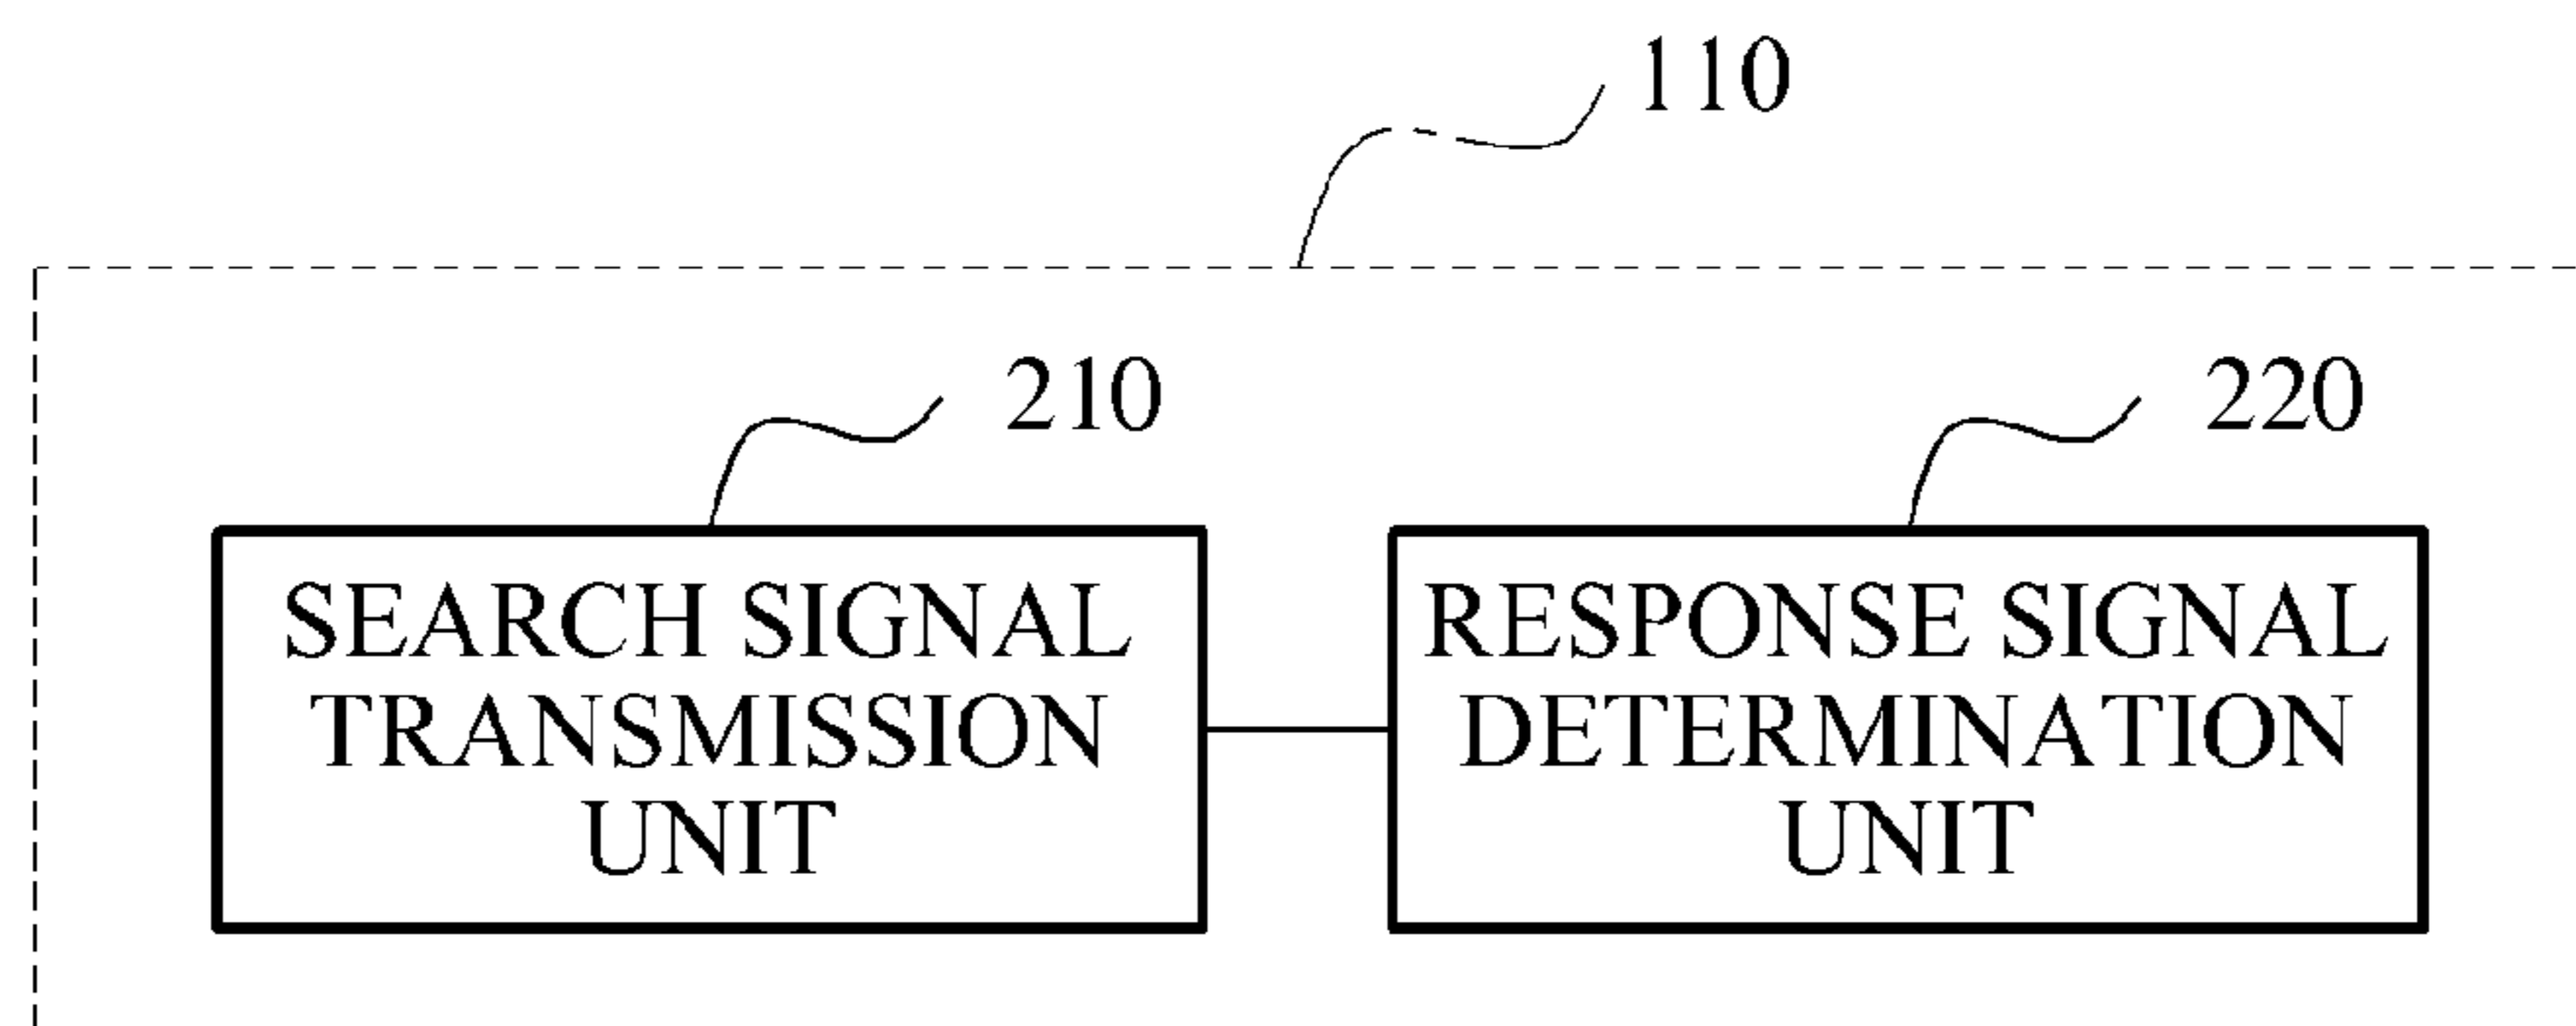 110
210
220
SEARCH SIGNAL
TRANSMISSION
UNIT
RESPONSE SIGNAL
DETERMINATION
UNIT